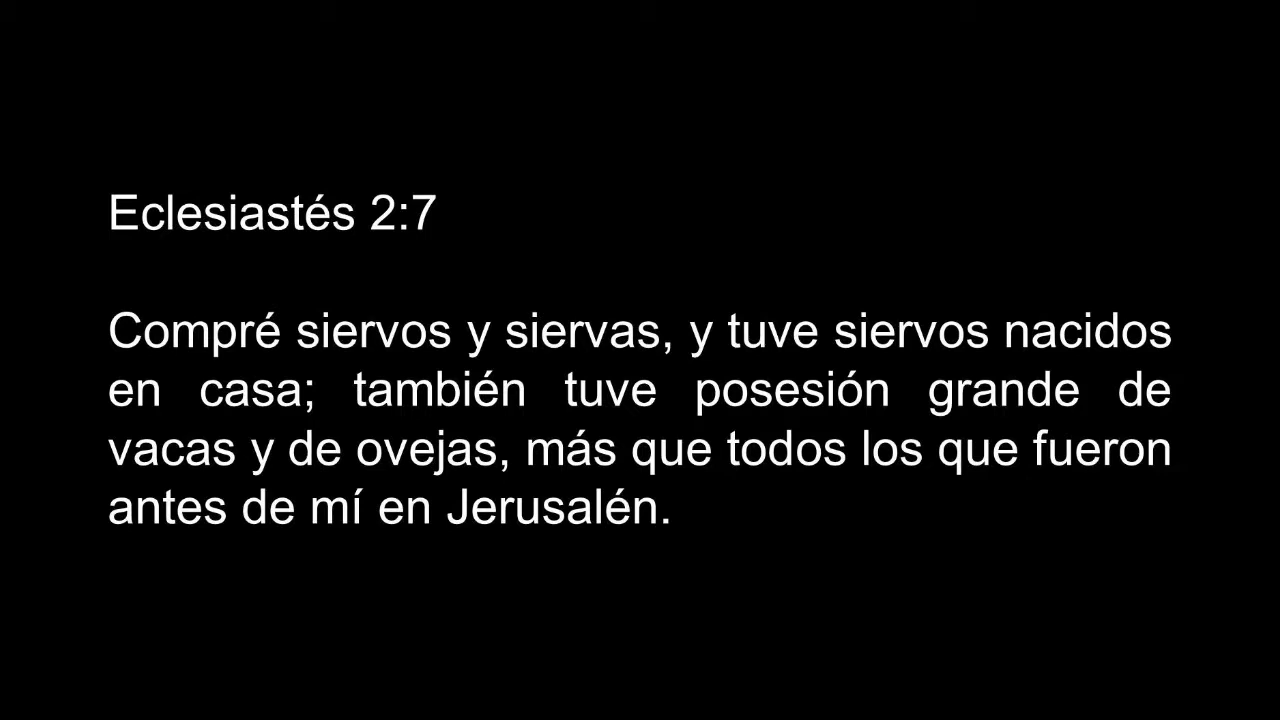 Eclesiastés 2:7
Compré siervos y siervas, y tuve siervos nacidos
en casa; también tuve posesión grande de
vacas y de ovejas, más que todos los que fueron
antes de mí en Jerusalén.